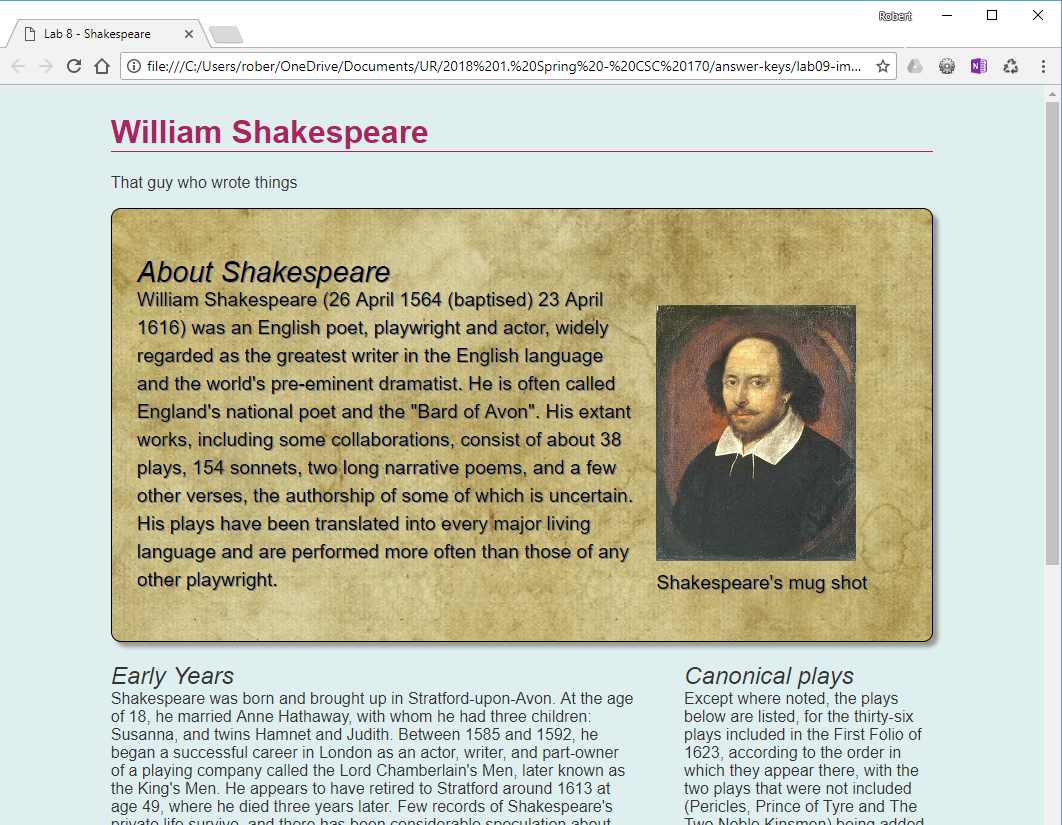 Robert
Lab 8 - Shakespeare
file:///C:/Users/rober/OneDrive/Documents/UR/2018%201.%20Spring%20-%20CSC%20170/answer-keys/lab09-im...
William Shakespeare
That guy who wrote things
About Shakespeare
William Shakespeare (26 April 1564 (baptised) 23 April
1616) was an English poet, playwright and actor, widely
regarded as the greatest writer in the English language
and the world's pre-eminent dramatist. He is often called
England's national poet and the "Bard of Avon". His extant
works, including some collaborations, consist of about 38
plays, 154 sonnets, two long narrative poems, and a few
other verses, the authorship of some of which is uncertain.
His plays have been translated into every major living
language and are performed more often than those of any
other playwright.
Shakespeare's mug shot
Early Years
Shakespeare was born and brought up in Stratford-upon-Avon. At the age
of 18, he married Anne Hathaway, with whom he had three children:
Susanna, and twins Hamnet and Judith. Between 1585 and 1592, he
began a successful career in London as an actor, writer, and part-owner
of a playing company called the Lord Chamberlain's Men, later known as
the King's Men. He appears to have retired to Stratford around 1613 at
age 49, where he died three years later. Few records of Shakespeare's
private life survive, and there has been considerable speculation about
Canonical plays
Except where noted, the plays
below are listed, for the thirty-six
plays included in the First Folio of
1623, according to the order in
which they appear there, with the
two plays that were not included
(Pericles, Prince of Tyre and The
Two Noble Kinsmen) being added